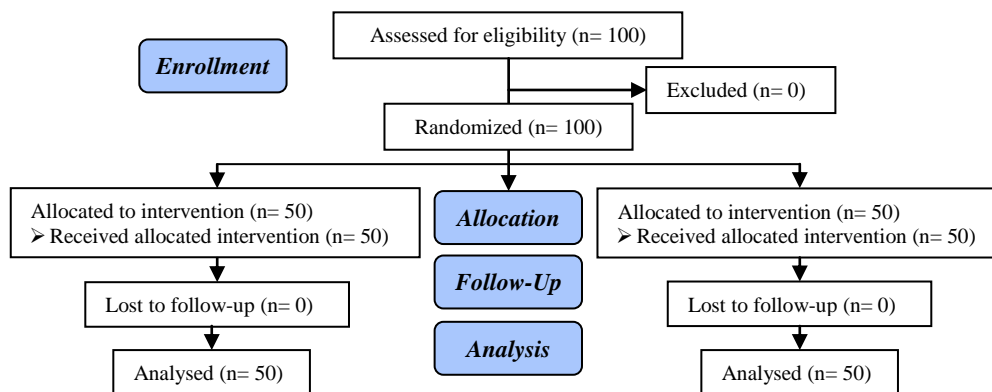 Assessed for eligibility (n= 100)
Enrollment
Excluded (n= 0)
Randomized (n= 100)
Allocated to intervention (n= 50)
➢ Received allocated intervention (n= 50)
Allocation
Allocated to intervention (n= 50)
➢ Received allocated intervention (n= 50)
Lost to follow-up (n= 0)
Follow-Up
Lost to follow-up (n= 0)
Analysed (n= 50)
Analysis
Analysed (n= 50)